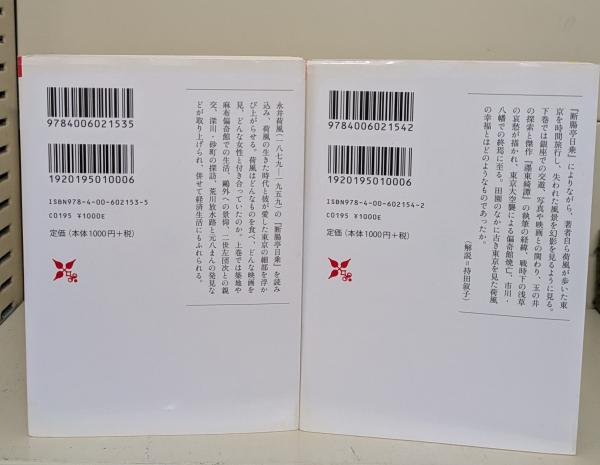 9784006021535
1920195010006
ISBN978-4-00-602153-5
C0195 ¥1000E
定価(本体1000円+税)
永井荷風(一八七九―一九五九)の『断腸亭日乗』を読み
込み、荷風の生きた時代と彼が愛した東京の細部を浮か
び上がらせる。荷風はどんなものを食べ、どんな映画を
見、どんな女性と付き合っていたのか。上巻では築地や
麻布偏奇館での生活、鷗外への景仰、二世左団次との親
交、深川・砂町の探訪、荒川放水路と元八まんの発見な
どが取り上げられ、併せて経済生活にもふれられる。
9784006021542
1920195010006
ISBN978-4-00-602154-2
C0195 ¥1000E
定価(本体1000円+税)
『断腸亭日乗』によりながら、著者自ら荷風が歩いた東
京を時間旅行し、失われた風景を幻影を見るように見る。
下巻では銀座での交遊、写真や映画との関わり、玉の井
の探索と傑作『濹東綺譚』の執筆の経緯、戦時下の浅草
の哀愁が描かれ、東京大空襲による偏奇館焼亡、市川・
八幡での終焉に至る。田園のなかに古き東京を見た荷風
の幸福とはどのようなものであったか。
(解説=持田叙子)